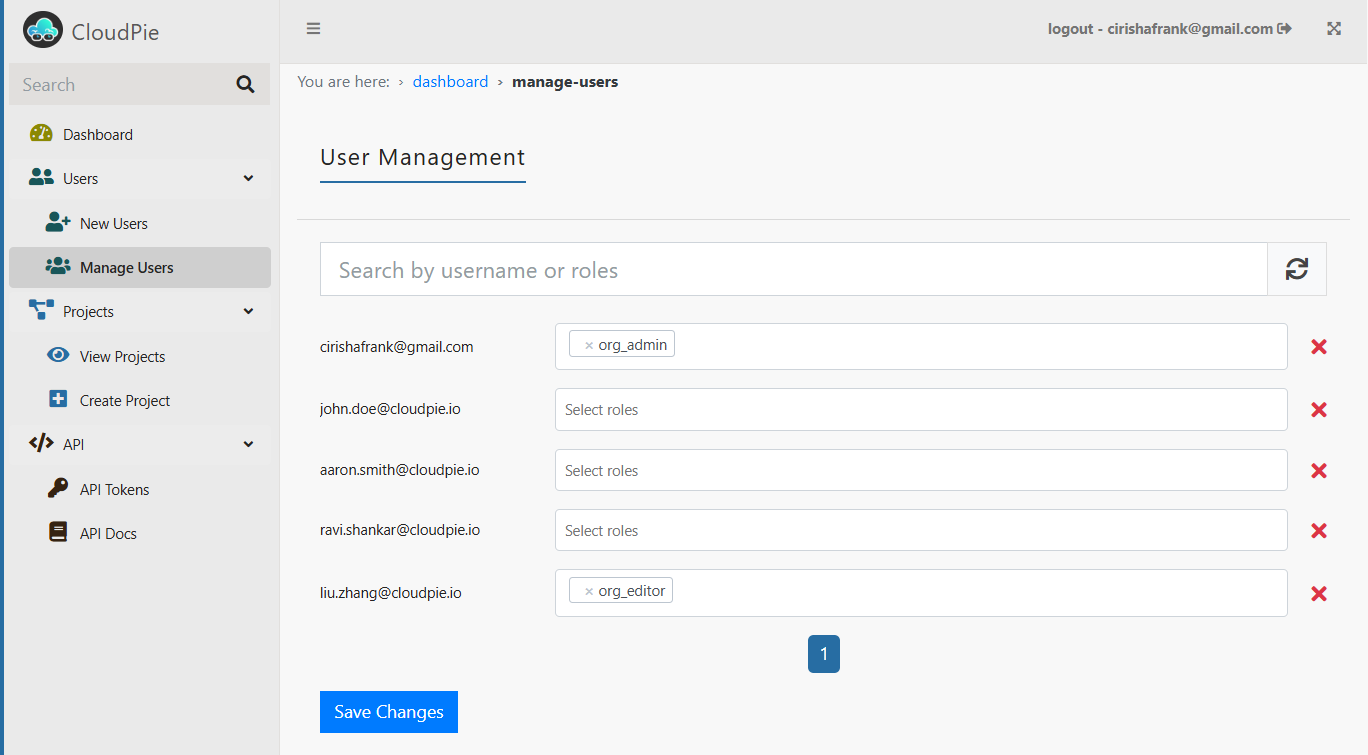 CloudPie
logout - cirishafrank@gmail.com
Search
You are here: › dashboard › manage-users
Dashboard
Users
New Users
Manage Users
Projects
View Projects
Create Project
API
API Tokens
API Docs
User Management
Search by username or roles
cirishafrank@gmail.com × org_admin
john.doe@cloudpie.io Select roles
aaron.smith@cloudpie.io Select roles
ravi.shankar@cloudpie.io Select roles
liu.zhang@cloudpie.io × org_editor
1
Save Changes